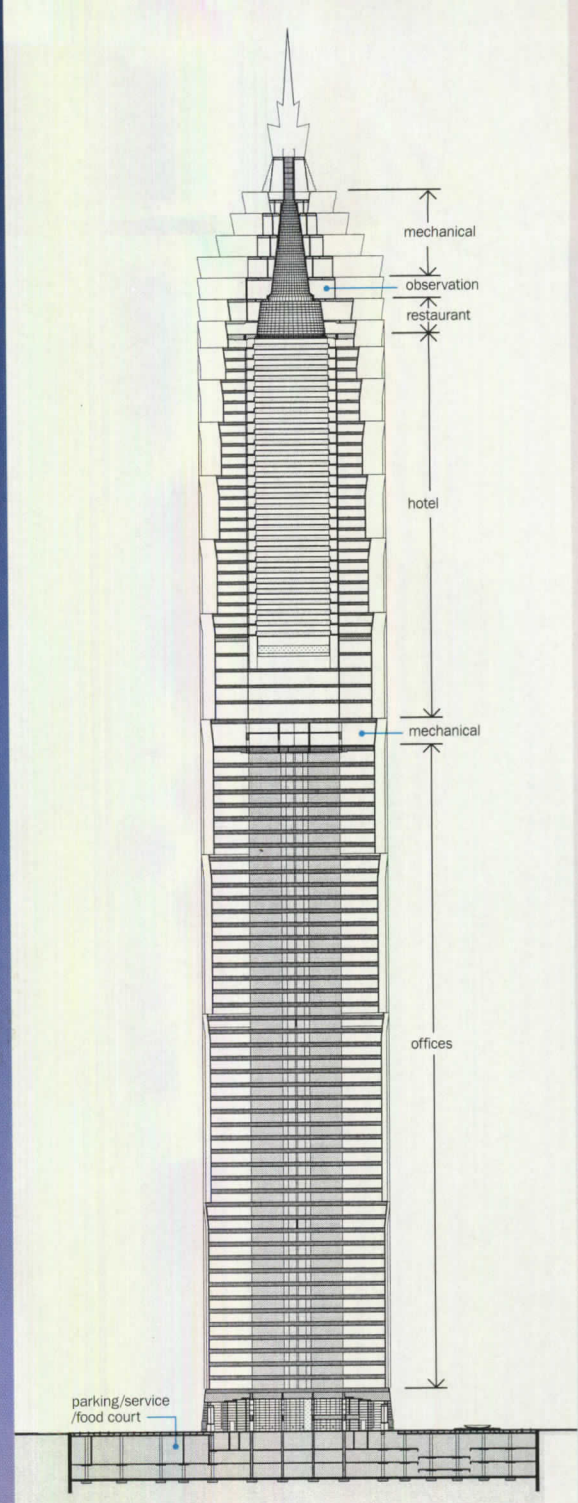 mechanical
observation
restaurant
hotel
mechanical
offices
parking/service
/food court